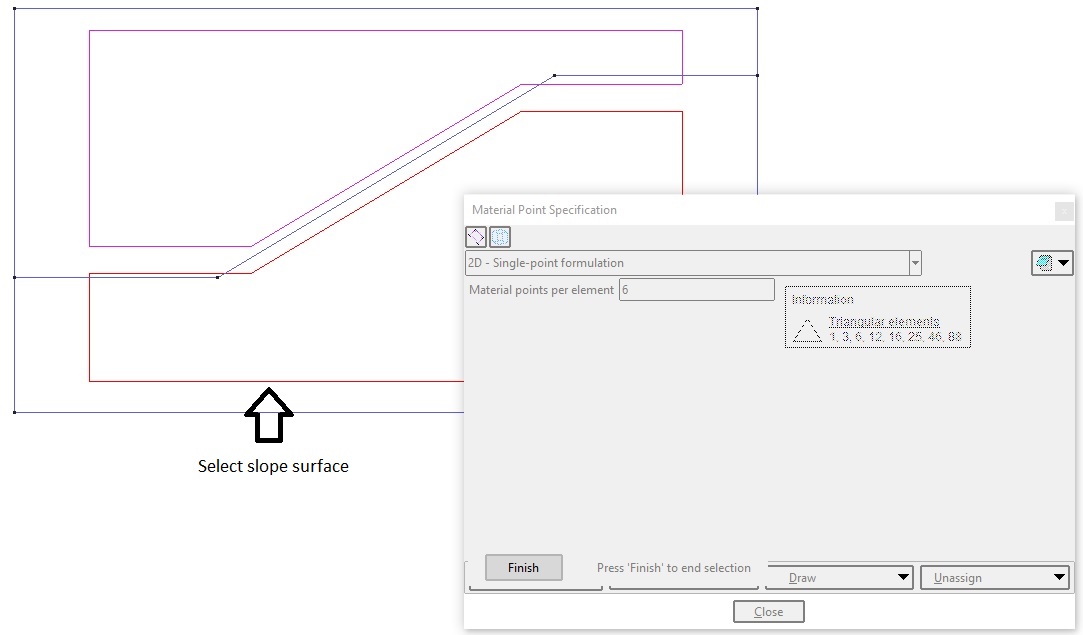 Material Point Specification
2D - Single-point formulation
Material points per element 6
Information
Triangular elements
1, 3, 6, 12, 16, 25, 46, 88
Select slope surface
Finish Press 'Finish' to end selection Draw Unassign
Close